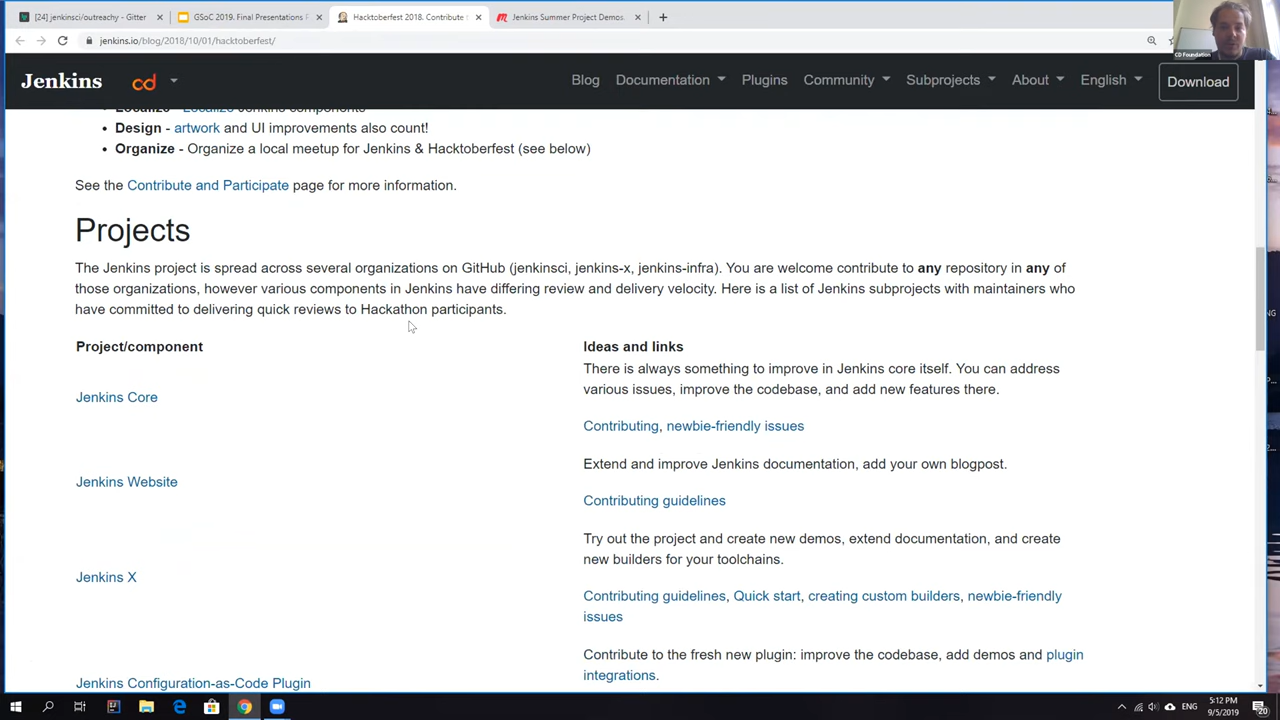 [24] jenkinsci/outreachy - Gitter
GSoC 2019. Final Presentations P
Hacktoberfest 2018. Contribute t
Jenkins Summer Project Demos.
jenkins.io/blog/2018/10/01/hacktoberfest/
CD Foundation
Jenkins cd Blog Documentation Plugins Community Subprojects About English Download
Localize - Localize Jenkins components
Design - artwork and UI improvements also count!
Organize - Organize a local meetup for Jenkins & Hacktoberfest (see below)
See the Contribute and Participate page for more information.
Projects
The Jenkins project is spread across several organizations on GitHub (jenkinsci, jenkins-x, jenkins-infra). You are welcome contribute to any repository in any of
those organizations, however various components in Jenkins have differing review and delivery velocity. Here is a list of Jenkins subprojects with maintainers who
have committed to delivering quick reviews to Hackathon participants.
Project/component
Ideas and links
Jenkins Core
There is always something to improve in Jenkins core itself. You can address
various issues, improve the codebase, and add new features there.
Contributing, newbie-friendly issues
Jenkins Website
Extend and improve Jenkins documentation, add your own blogpost.
Contributing guidelines
Jenkins X
Try out the project and create new demos, extend documentation, and create
new builders for your toolchains.
Contributing guidelines, Quick start, creating custom builders, newbie-friendly
issues
Jenkins Configuration-as-Code Plugin
Contribute to the fresh new plugin: improve the codebase, add demos and plugin
integrations.
ENG
5:12 PM
9/5/2019
20